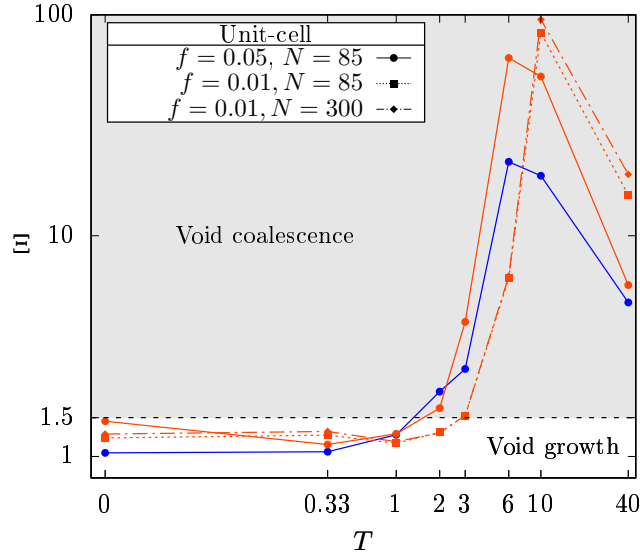 100
Unit-cell
f = 0.05, N = 85
f = 0.01, N = 85
f = 0.01, N = 300
Void coalescence
10
Ξ
1.5
Void growth
1
0 0.33 1 2 3 6 10 40
T